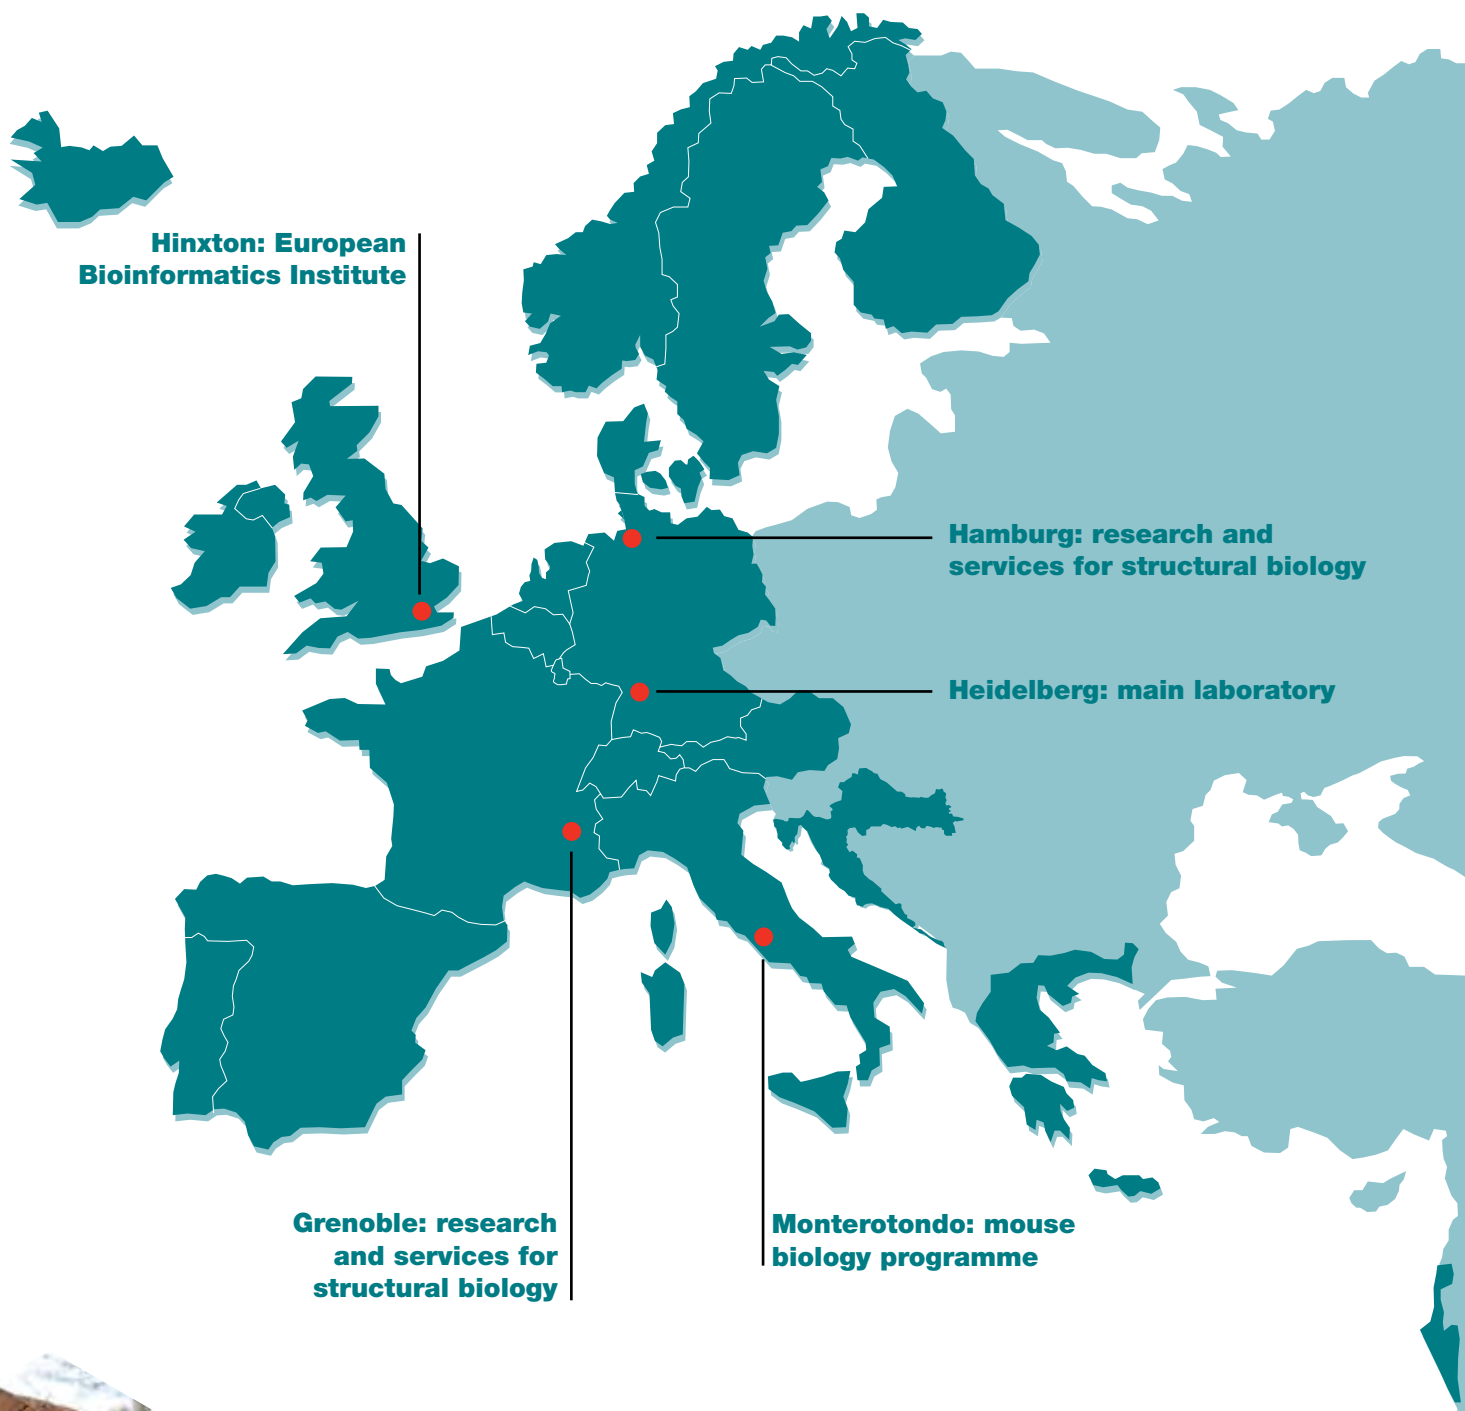 Hinxton: European
Bioinformatics Institute
Hamburg: research and
services for structural biology
Heidelberg: main laboratory
Grenoble: research
and services for
structural biology
Monterotondo: mouse
biology programme